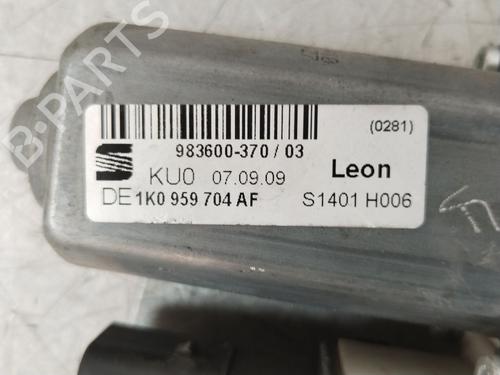 B-PARTS
(0281)
983600-370 / 03
KU0 07.09.09 Leon
DE 1K0 959 704 AF S1401 H006